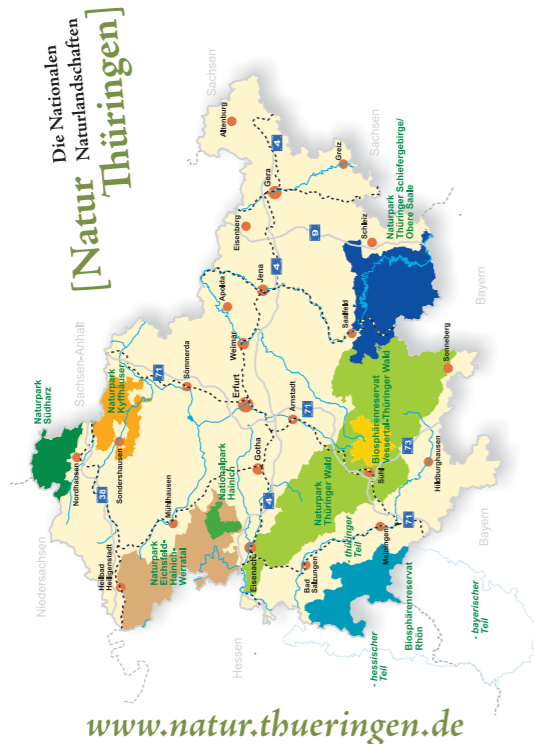 Die Nationalen
Naturlandschaften
[Natur
Thüringen]
Sachsen
Altenburg
4
Greiz
Gera
Sachsen
Eisenberg
9
Schleiz
Naturpark
Thüringer Schiefergebirge/
Obere Saale
4
Jena
Apolda
Saalfeld
Bayern
Sachsen-Anhalt
Weimar
Sömmerda
71
Erfurt
Arnstadt
71
Sonneberg
Naturpark
Südharz
Naturpark
Kyffhäuser
Nordhausen
Sondershausen
38
Gotha
4
Nationalpark
Hainich
Mühlhausen
Biosphärenreservat
Vessertal-Thüringer Wald
Suhl
73
Hildburghausen
Naturpark
Thüringer Wald
Niedersachsen
Heilbad
Heiligenstadt
Naturpark
Eichsfeld-
Hainich-
Werratal
Eisenach
thüringer
Teil
Bad
Salzungen
Meiningen
71
Bayern
Hessen
- hessischer
Teil
Biosphärenreservat
Rhön
- bayerischer
Teil
www.natur.thueringen.de